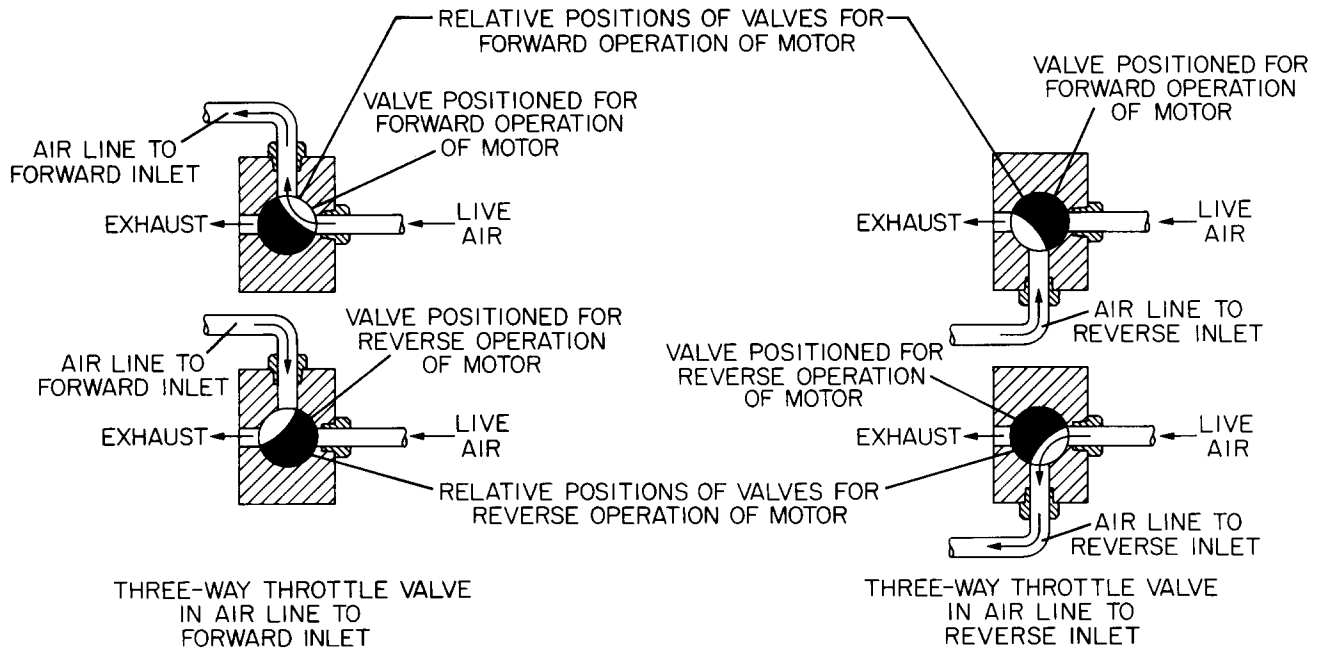 RELATIVE POSITIONS OF VALVES FOR
FORWARD OPERATION OF MOTOR
VALVE POSITIONED FOR
FORWARD OPERATION
OF MOTOR
AIR LINE TO
FORWARD INLET
EXHAUST
LIVE
AIR
VALVE POSITIONED FOR
FORWARD OPERATION
OF MOTOR
EXHAUST
LIVE
AIR
AIR LINE TO
REVERSE INLET
VALVE POSITIONED FOR
REVERSE OPERATION
OF MOTOR
AIR LINE TO
FORWARD INLET
EXHAUST
LIVE
AIR
VALVE POSITIONED FOR
REVERSE OPERATION
OF MOTOR
EXHAUST
LIVE
AIR
RELATIVE POSITIONS OF VALVES FOR
REVERSE OPERATION OF MOTOR
AIR LINE TO
REVERSE INLET
THREE-WAY THROTTLE VALVE
IN AIR LINE TO
FORWARD INLET
THREE-WAY THROTTLE VALVE
IN AIR LINE TO
REVERSE INLET